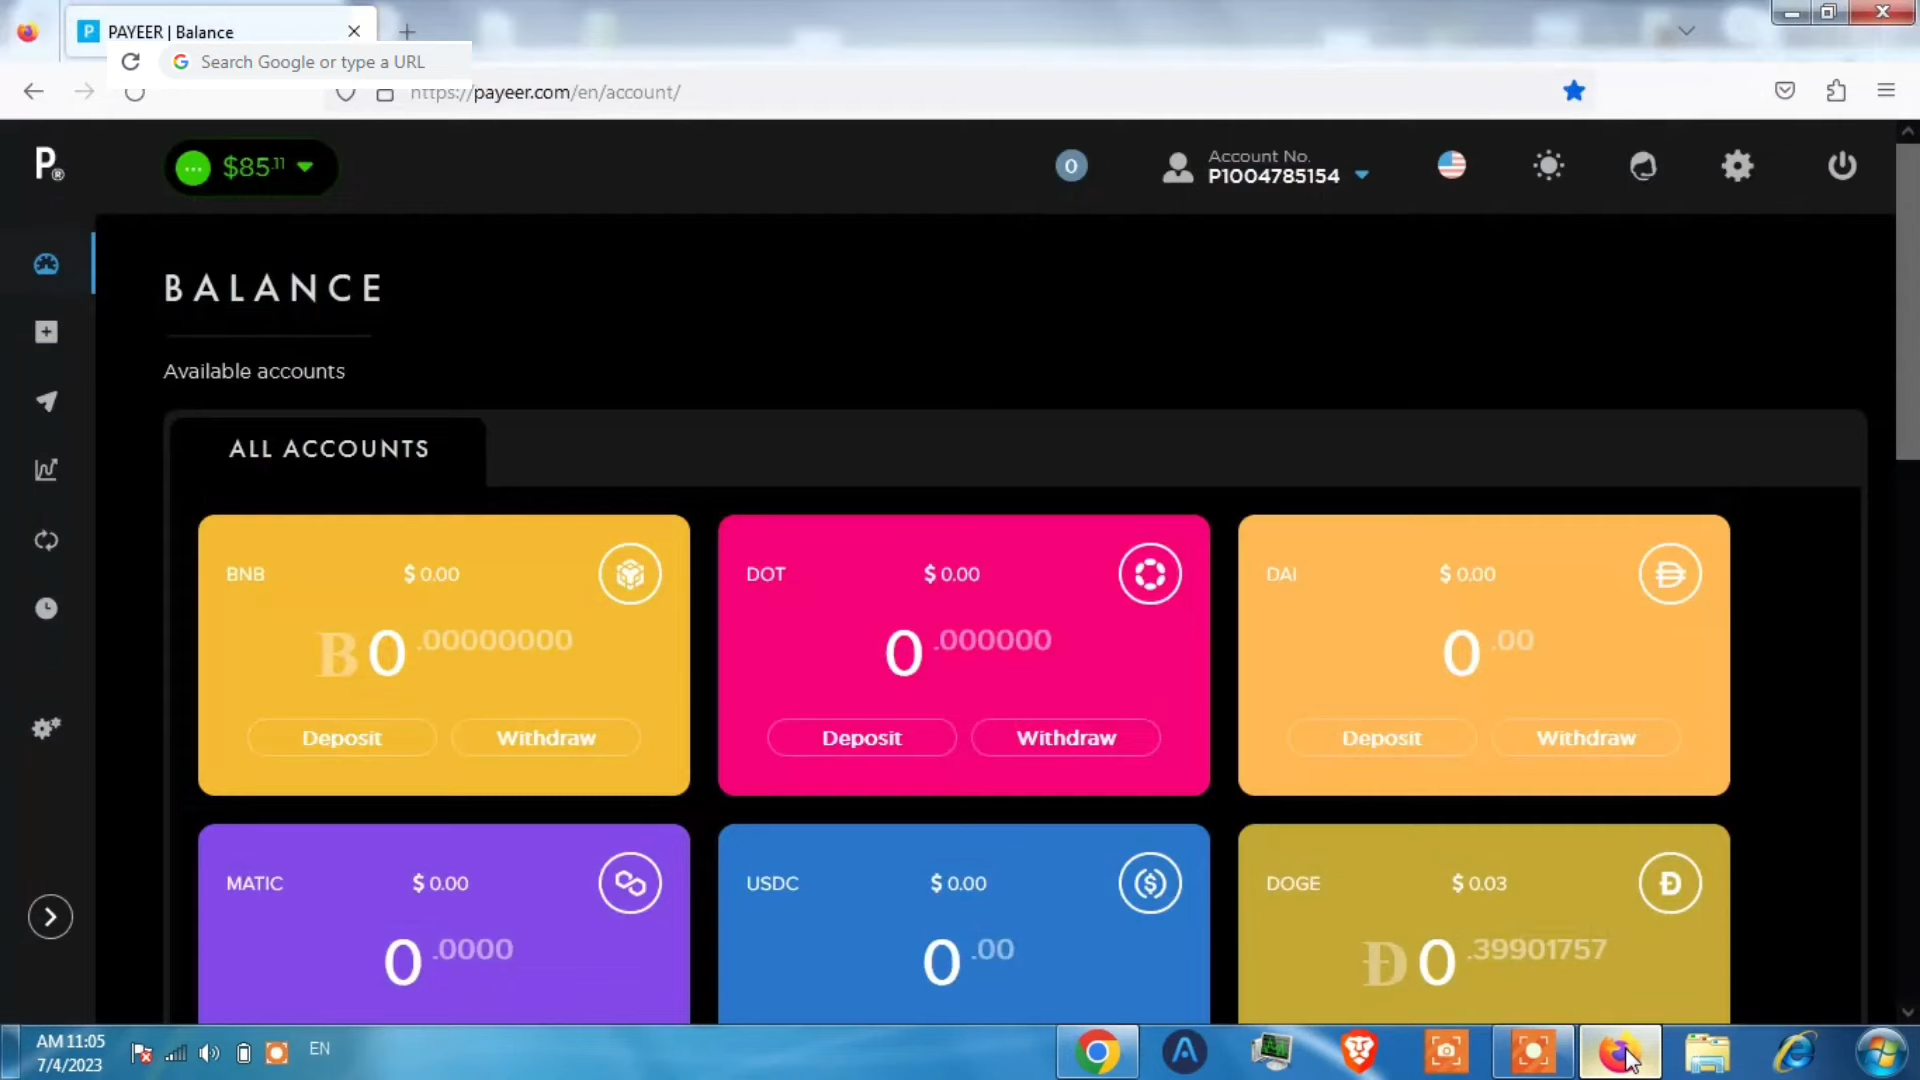 PAYEER | Balance
Search Google or type a URL
https://payeer.com/en/account/
P®
$85.11
0
Account No.
P1004785154
BALANCE
Available accounts
ALL ACCOUNTS
BNB $ 0.00
B 0.00000000
Deposit Withdraw
DOT $ 0.00
0.000000
Deposit Withdraw
DAI $ 0.00
0.00
Deposit Withdraw
MATIC $ 0.00
0.0000
USDC $ 0.00
0.00
DOGE $ 0.03
Ð 0.39901757
AM 11:05
7/4/2023
EN